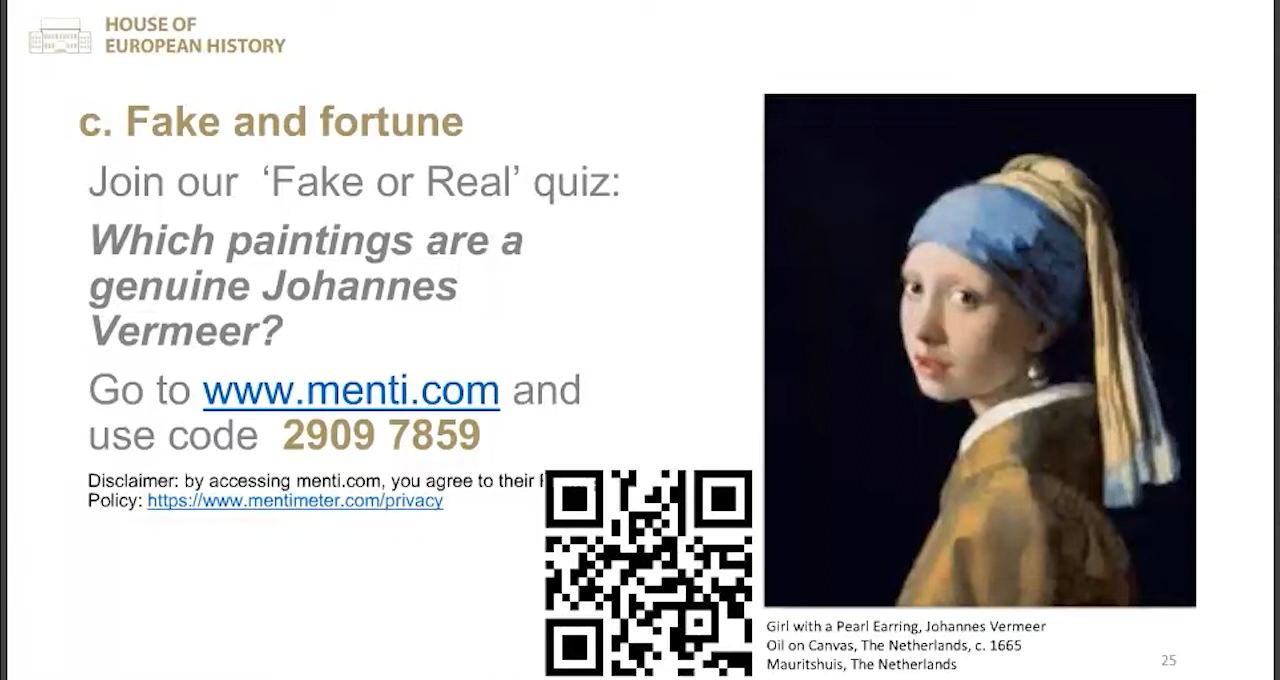 HOUSE OF
EUROPEAN HISTORY
c. Fake and fortune
Join our ‘Fake or Real’ quiz:
Which paintings are a
genuine Johannes
Vermeer?
Go to www.menti.com and
use code 2909 7859
Disclaimer: by accessing menti.com, you agree to their
Policy: https://www.mentimeter.com/privacy
Girl with a Pearl Earring, Johannes Vermeer
Oil on Canvas, The Netherlands, c. 1665
Mauritshuis, The Netherlands
25